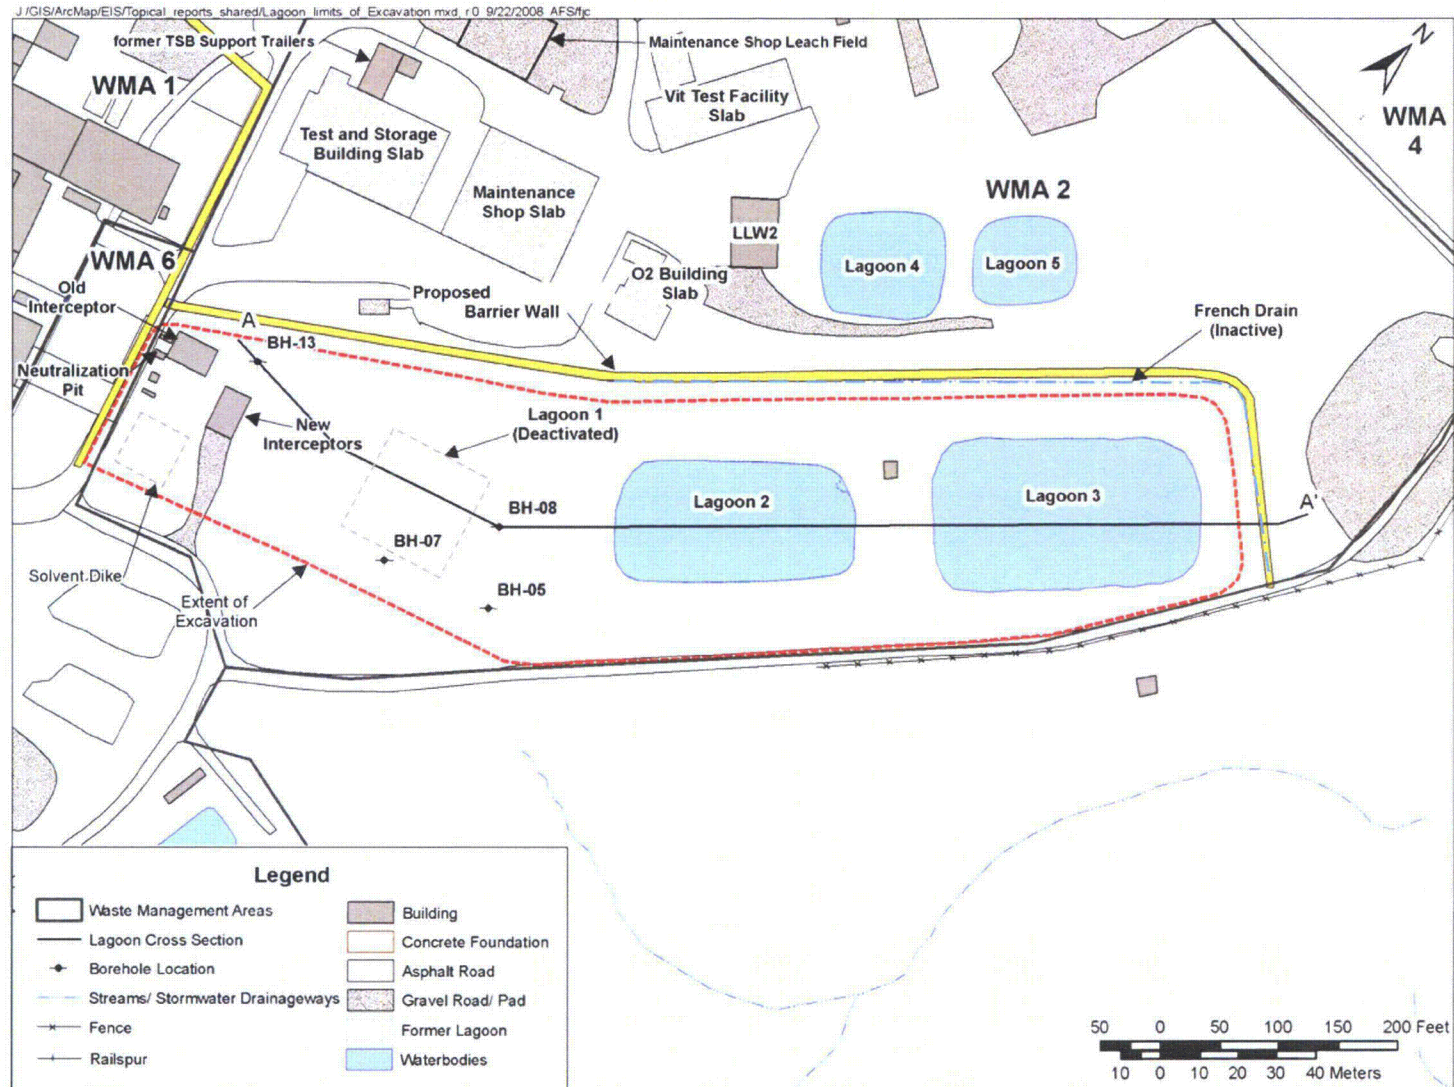 J:/GIS/ArcMap/EIS/Topical_reports_shared/Lagoon_limits_of_Excavation.mxd_r.0_9/22/2008_AFS/fjc
former TSB Support Trailers
Maintenance Shop Leach Field
N
WMA 1
Vit Test Facility
Slab
WMA
4
Test and Storage
Building Slab
Maintenance
Shop Slab
WMA 2
LLW2
WMA 6
Lagoon 4
Lagoon 5
O2 Building
Slab
Old
Interceptor
Proposed
Barrier Wall
French Drain
(Inactive)
A
BH-13
Neutralization
Pit
New
Interceptors
Lagoon 1
(Deactivated)
Lagoon 2
Lagoon 3
A'
BH-08
BH-07
BH-05
Solvent Dike
Extent of
Excavation
Legend
Waste Management Areas
Lagoon Cross Section
Borehole Location
Streams/ Stormwater Drainageways
Fence
Railspur
Building
Concrete Foundation
Asphalt Road
Gravel Road/ Pad
Former Lagoon
Waterbodies
50 0 50 100 150 200 Feet
10 0 10 20 30 40 Meters